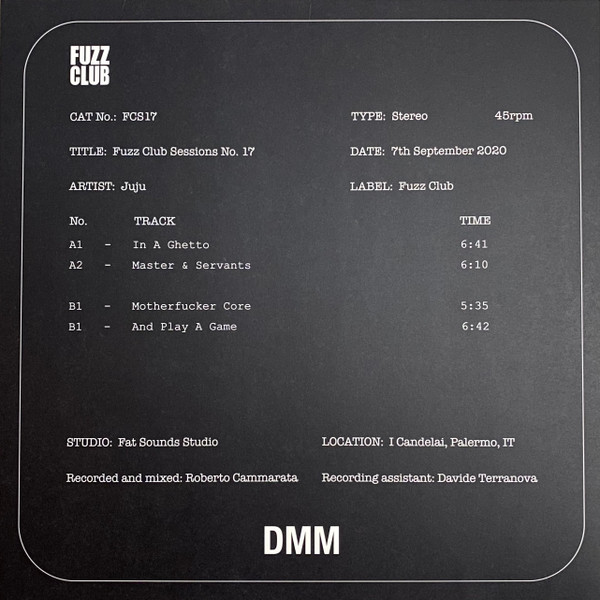 FUZZ
CLUB
CAT No.: FCS17 TYPE: Stereo 45rpm
TITLE: Fuzz Club Sessions No. 17 DATE: 7th September 2020
ARTIST: Juju LABEL: Fuzz Club
No. TRACK TIME
A1 - In A Ghetto 6:41
A2 - Master & Servants 6:10
B1 - Motherfucker Core 5:35
B1 - And Play A Game 6:42
STUDIO: Fat Sounds Studio LOCATION: I Candelai, Palermo, IT
Recorded and mixed: Roberto Cammarata Recording assistant: Davide Terranova
DMM